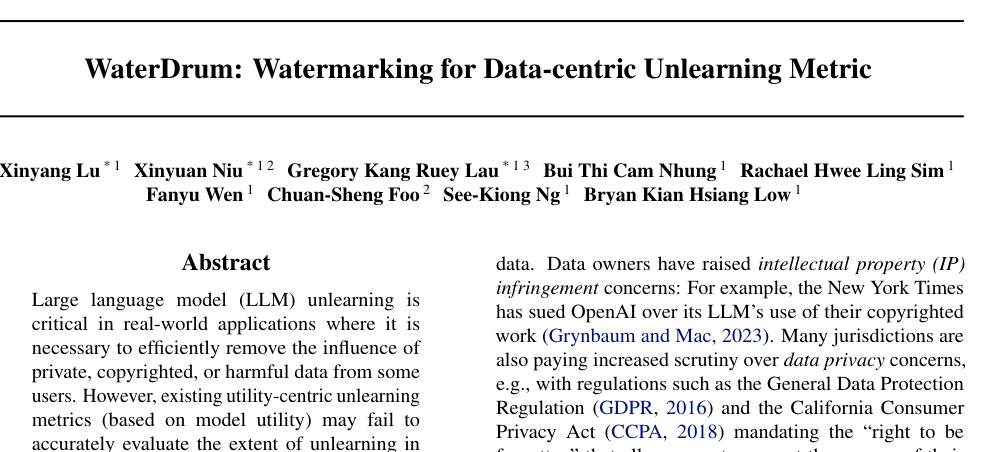 WaterDrum: Watermarking for Data-centric Unlearning Metric
Xinyang Lu * 1 Xinyuan Niu * 1 2 Gregory Kang Ruey Lau * 1 3 Bui Thi Cam Nhung 1 Rachael Hwee Ling Sim 1
Fanyu Wen 1 Chuan-Sheng Foo 2 See-Kiong Ng 1 Bryan Kian Hsiang Low 1
Abstract
Large language model (LLM) unlearning is
critical in real-world applications where it is
necessary to efficiently remove the influence of
private, copyrighted, or harmful data from some
users. However, existing utility-centric unlearning
metrics (based on model utility) may fail to
accurately evaluate the extent of unlearning in
data. Data owners have raised intellectual property (IP)
infringement concerns: For example, the New York Times
has sued OpenAI over its LLM's use of their copyrighted
work (Grynbaum and Mac, 2023). Many jurisdictions are
also paying increased scrutiny over data privacy concerns,
e.g., with regulations such as the General Data Protection
Regulation (GDPR, 2016) and the California Consumer
Privacy Act (CCPA, 2018) mandating the “right to be